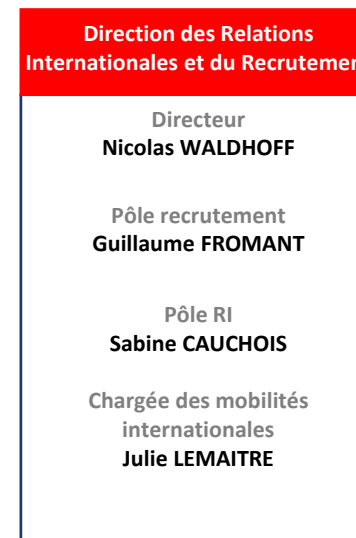 Direction des Relations
Internationales et du Recrutemen
Directeur
Nicolas WALDHOFF
Pôle recrutement
Guillaume FROMANT
Pôle RI
Sabine CAUCHOIS
Chargée des mobilités
internationales
Julie LEMAITRE